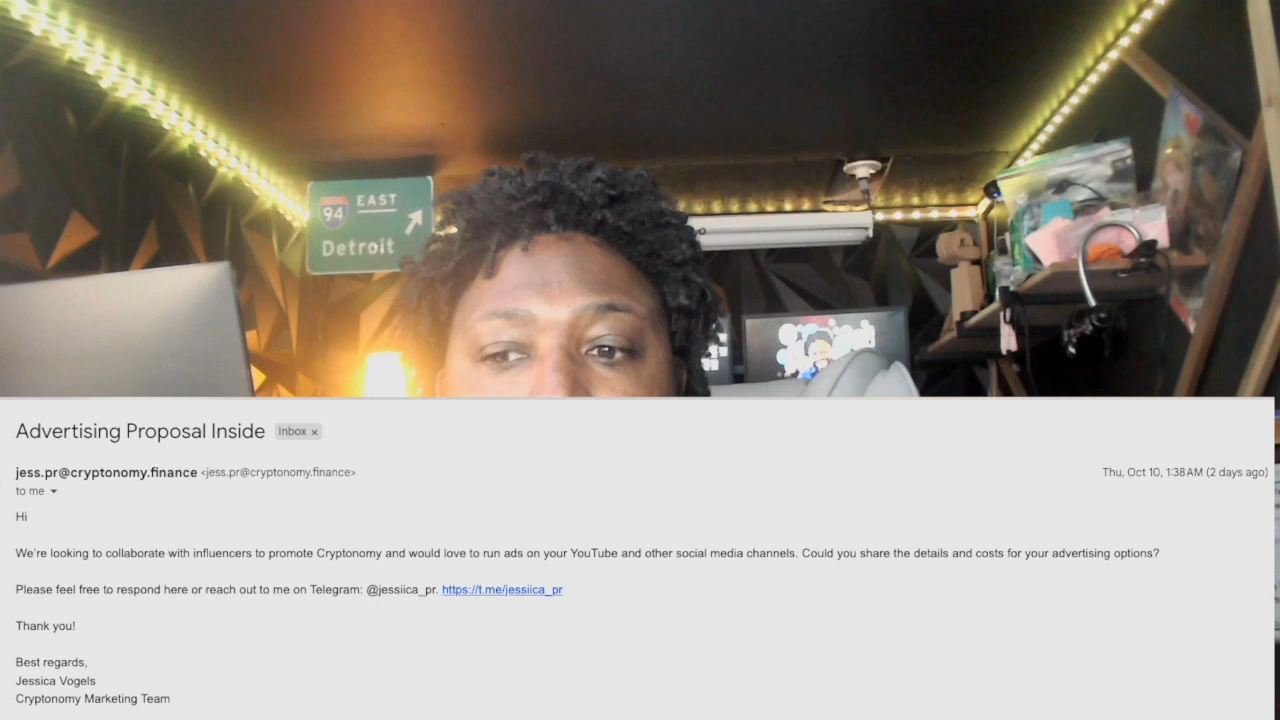 EAST
94
Detroit
Advertising Proposal Inside Inbox x
jess.pr@cryptonomy.finance <jess.pr@cryptonomy.finance> Thu, Oct 10, 1:38 AM (2 days ago)
to me
Hi
We're looking to collaborate with influencers to promote Cryptonomy and would love to run ads on your YouTube and other social media channels. Could you share the details and costs for your advertising options?
Please feel free to respond here or reach out to me on Telegram: @jessiica_pr. https://t.me/jessiica_pr
Thank you!
Best regards,
Jessica Vogels
Cryptonomy Marketing Team